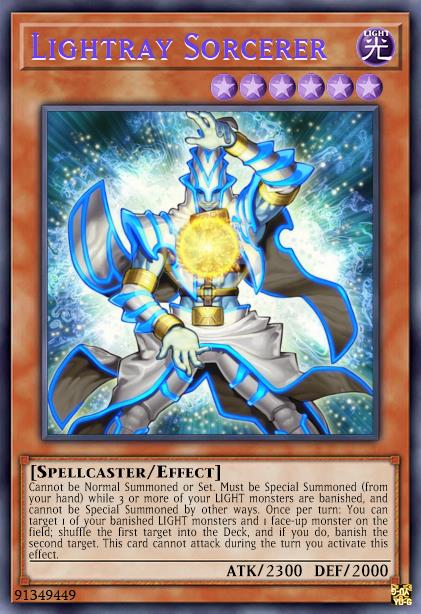 Lightray Sorcerer
LIGHT
光
[Spellcaster/Effect]
Cannot be Normal Summoned or Set. Must be Special Summoned (from
your hand) while 3 or more of your LIGHT monsters are banished, and
cannot be Special Summoned by other ways. Once per turn: You can
target 1 of your banished LIGHT monsters and 1 face-up monster on the
field; shuffle the first target into the Deck, and if you do, banish the
second target. This card cannot attack during the turn you activate this
effect.
ATK/2300 DEF/2000
91349449